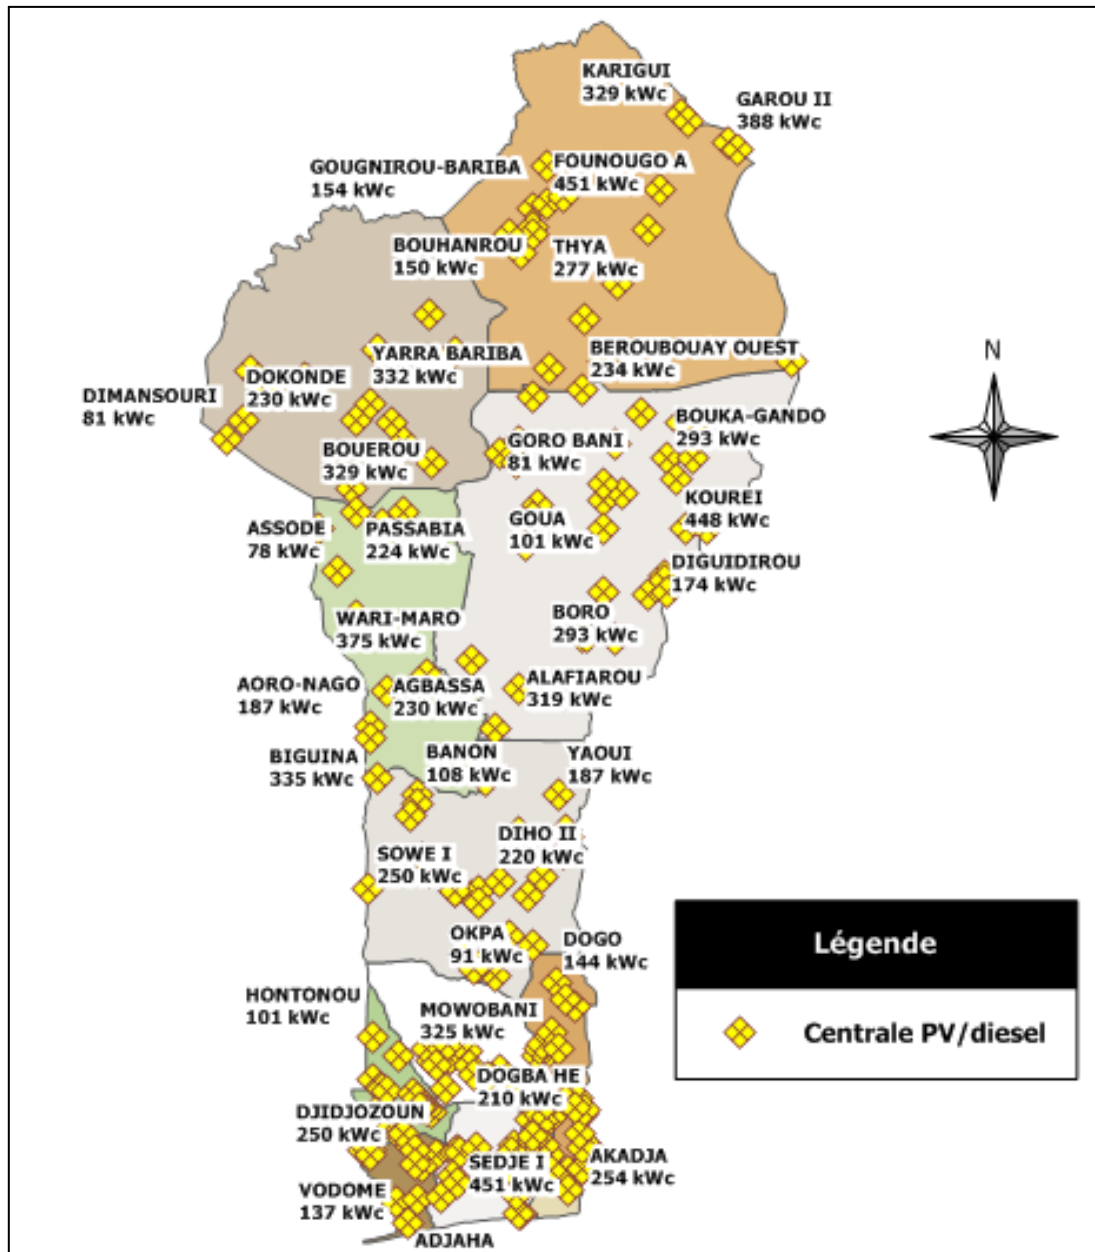 KARIGUI
329 kWc
GAROU II
388 kWc
GOUGNIROU-BARIBA
154 kWc
FOUNOUGO A
451 kWc
BOUHANROU
150 kWc
THYA
277 kWc
N
YARRA BARIBA
332 kWc
BEROUBOUAY OUEST
234 kWc
DIMANSOURI
81 kWc
DOKONDE
230 kWc
BOUKA-GANDO
293 kWc
BOUEROU
329 kWc
GORO BANI
81 kWc
KOUREI
448 kWc
ASSODE
78 kWc
PASSABIA
224 kWc
GOUA
101 kWc
DIGUIDIROU
174 kWc
WARI-MARO
375 kWc
BORO
293 kWc
AORO-NAGO
187 kWc
AGBASSA
230 kWc
ALAFIAROU
319 kWc
BIGUINA
335 kWc
BANON
108 kWc
YAOUI
187 kWc
SOWE I
250 kWc
DIHO II
220 kWc
OKPA
91 kWc
DOGO
144 kWc
Légende
Centrale PV/diesel
HONTONOU
101 kWc
MOWOBANI
325 kWc
DOGBA HE
210 kWc
DJIDJOZOUN
250 kWc
SEDJE I
451 kWc
AKADJA
254 kWc
VODOME
137 kWc
ADJAHA